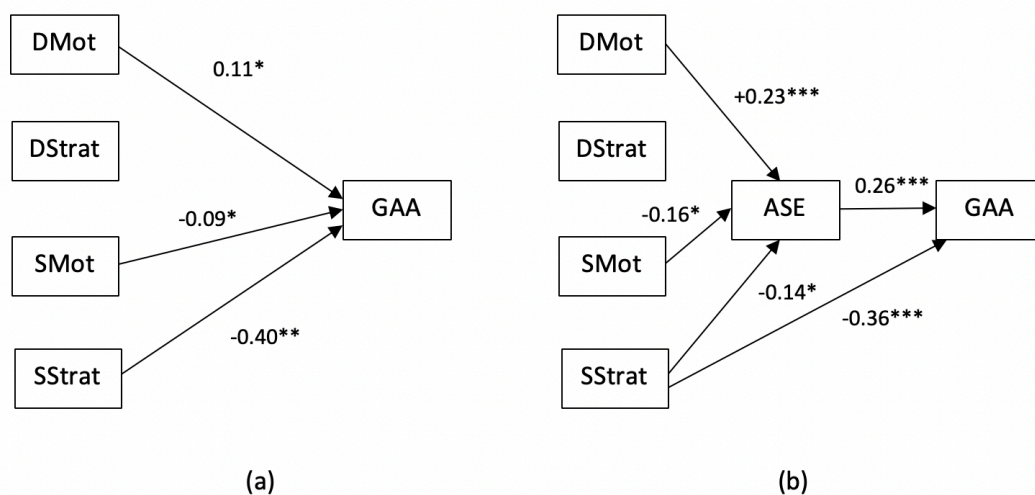 DMot
0.11*
DStrat
GAA
-0.09*
SMot
-0.40**
SStrat
(a)
DMot
+0.23***
DStrat
ASE
0.26***
GAA
-0.16*
SMot
-0.14*
-0.36***
SStrat
(b)